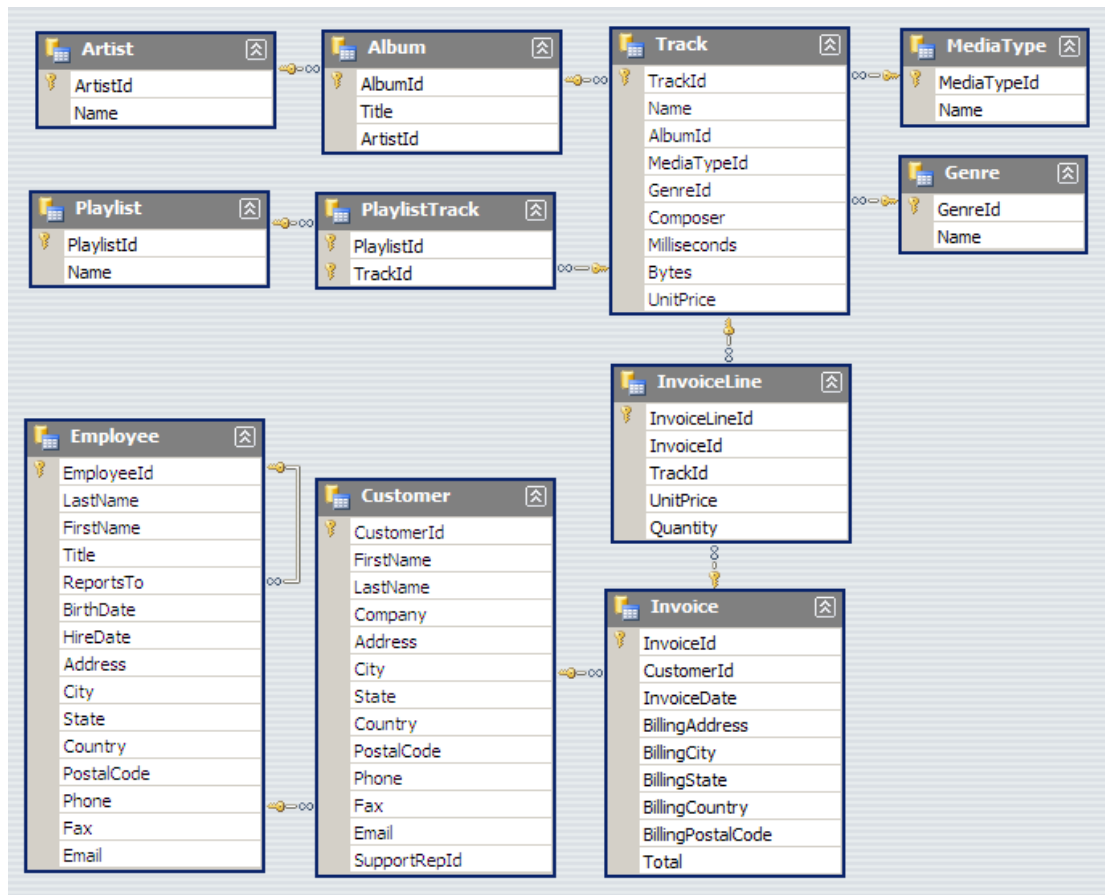 Artist
ArtistId
Name
Album
AlbumId
Title
ArtistId
Track
TrackId
Name
AlbumId
MediaTypeId
GenreId
Composer
Milliseconds
Bytes
UnitPrice
MediaType
MediaTypeId
Name
Genre
GenreId
Name
Playlist
PlaylistId
Name
PlaylistTrack
PlaylistId
TrackId
InvoiceLine
InvoiceLineId
InvoiceId
TrackId
UnitPrice
Quantity
Employee
EmployeeId
LastName
FirstName
Title
ReportsTo
BirthDate
HireDate
Address
City
State
Country
PostalCode
Phone
Fax
Email
Customer
CustomerId
FirstName
LastName
Company
Address
City
State
Country
PostalCode
Phone
Fax
Email
SupportRepId
Invoice
InvoiceId
CustomerId
InvoiceDate
BillingAddress
BillingCity
BillingState
BillingCountry
BillingPostalCode
Total